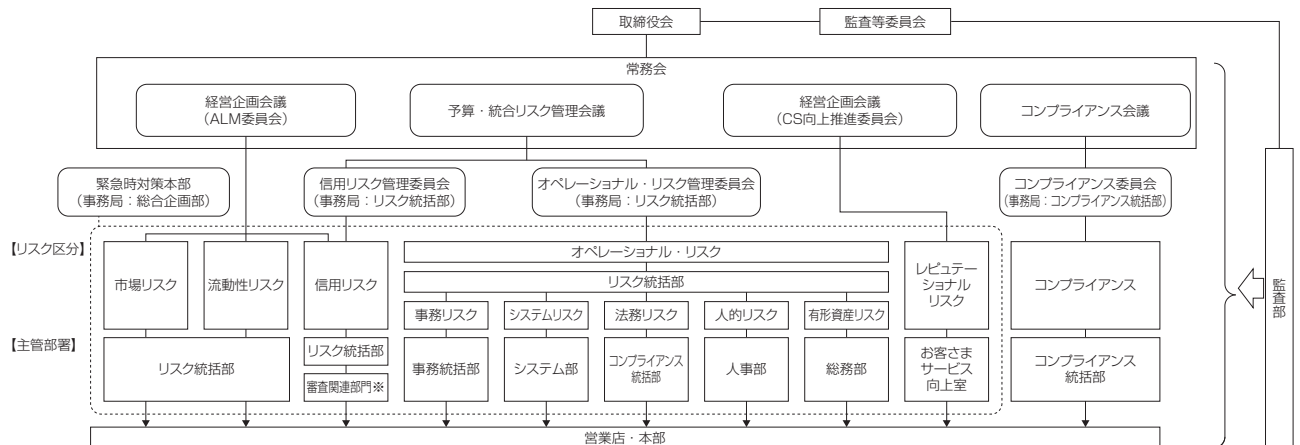 取締役会
監査等委員会
常務会
経営企画会議
（ALM委員会）
予算・統合リスク管理会議
経営企画会議
（CS向上推進委員会）
コンプライアンス会議
緊急時対策本部
（事務局：総合企画部）
信用リスク管理委員会
（事務局：リスク統括部）
オペレーショナル・リスク管理委員会
（事務局：リスク統括部）
コンプライアンス委員会
（事務局：コンプライアンス統括部）
【リスク区分】
市場リスク
流動性リスク
信用リスク
オペレーショナル・リスク
リスク統括部
事務リスク
システムリスク
法務リスク
人的リスク
有形資産リスク
レピュテー
ショナル
リスク
コンプライアンス
監査部
【主管部署】
リスク統括部
リスク統括部
審査関連部門※
事務統括部
システム部
コンプライアンス
統括部
人事部
総務部
お客さま
サービス
向上室
コンプライアンス
統括部
営業店・本部